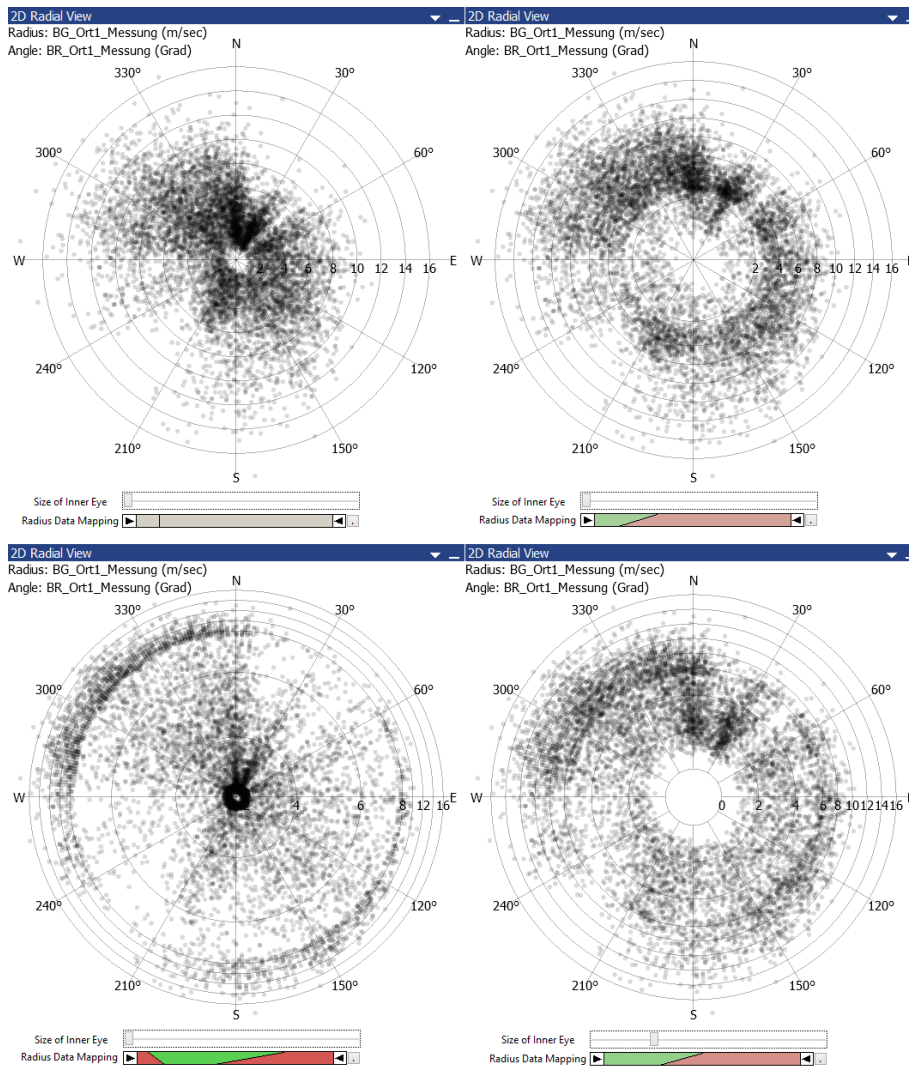 2D Radial View
Radius: BG_Ort1_Messung (m/sec)
Angle: BR_Ort1_Messung (Grad)
N
330° 30°
300° 60°
W 2 4 6 8 10 12 14 16 E
240° 120°
210° 150°
S
Size of Inner Eye
Radius Data Mapping
2D Radial View
Radius: BG_Ort1_Messung (m/sec)
Angle: BR_Ort1_Messung (Grad)
N
330° 30°
300° 60°
W 2 4 6 8 10 12 14 16
240° 120°
210° 150°
S
Size of Inner Eye
Radius Data Mapping
2D Radial View
Radius: BG_Ort1_Messung (m/sec)
Angle: BR_Ort1_Messung (Grad)
N
330° 30°
300° 60°
W 4 6 8 12 16 E
240° 120°
210° 150°
S
Size of Inner Eye
Radius Data Mapping
2D Radial View
Radius: BG_Ort1_Messung (m/sec)
Angle: BR_Ort1_Messung (Grad)
N
330° 30°
300° 60°
W 0 2 4 6 8 10 12 14 16
240° 120°
210° 150°
S
Size of Inner Eye
Radius Data Mapping